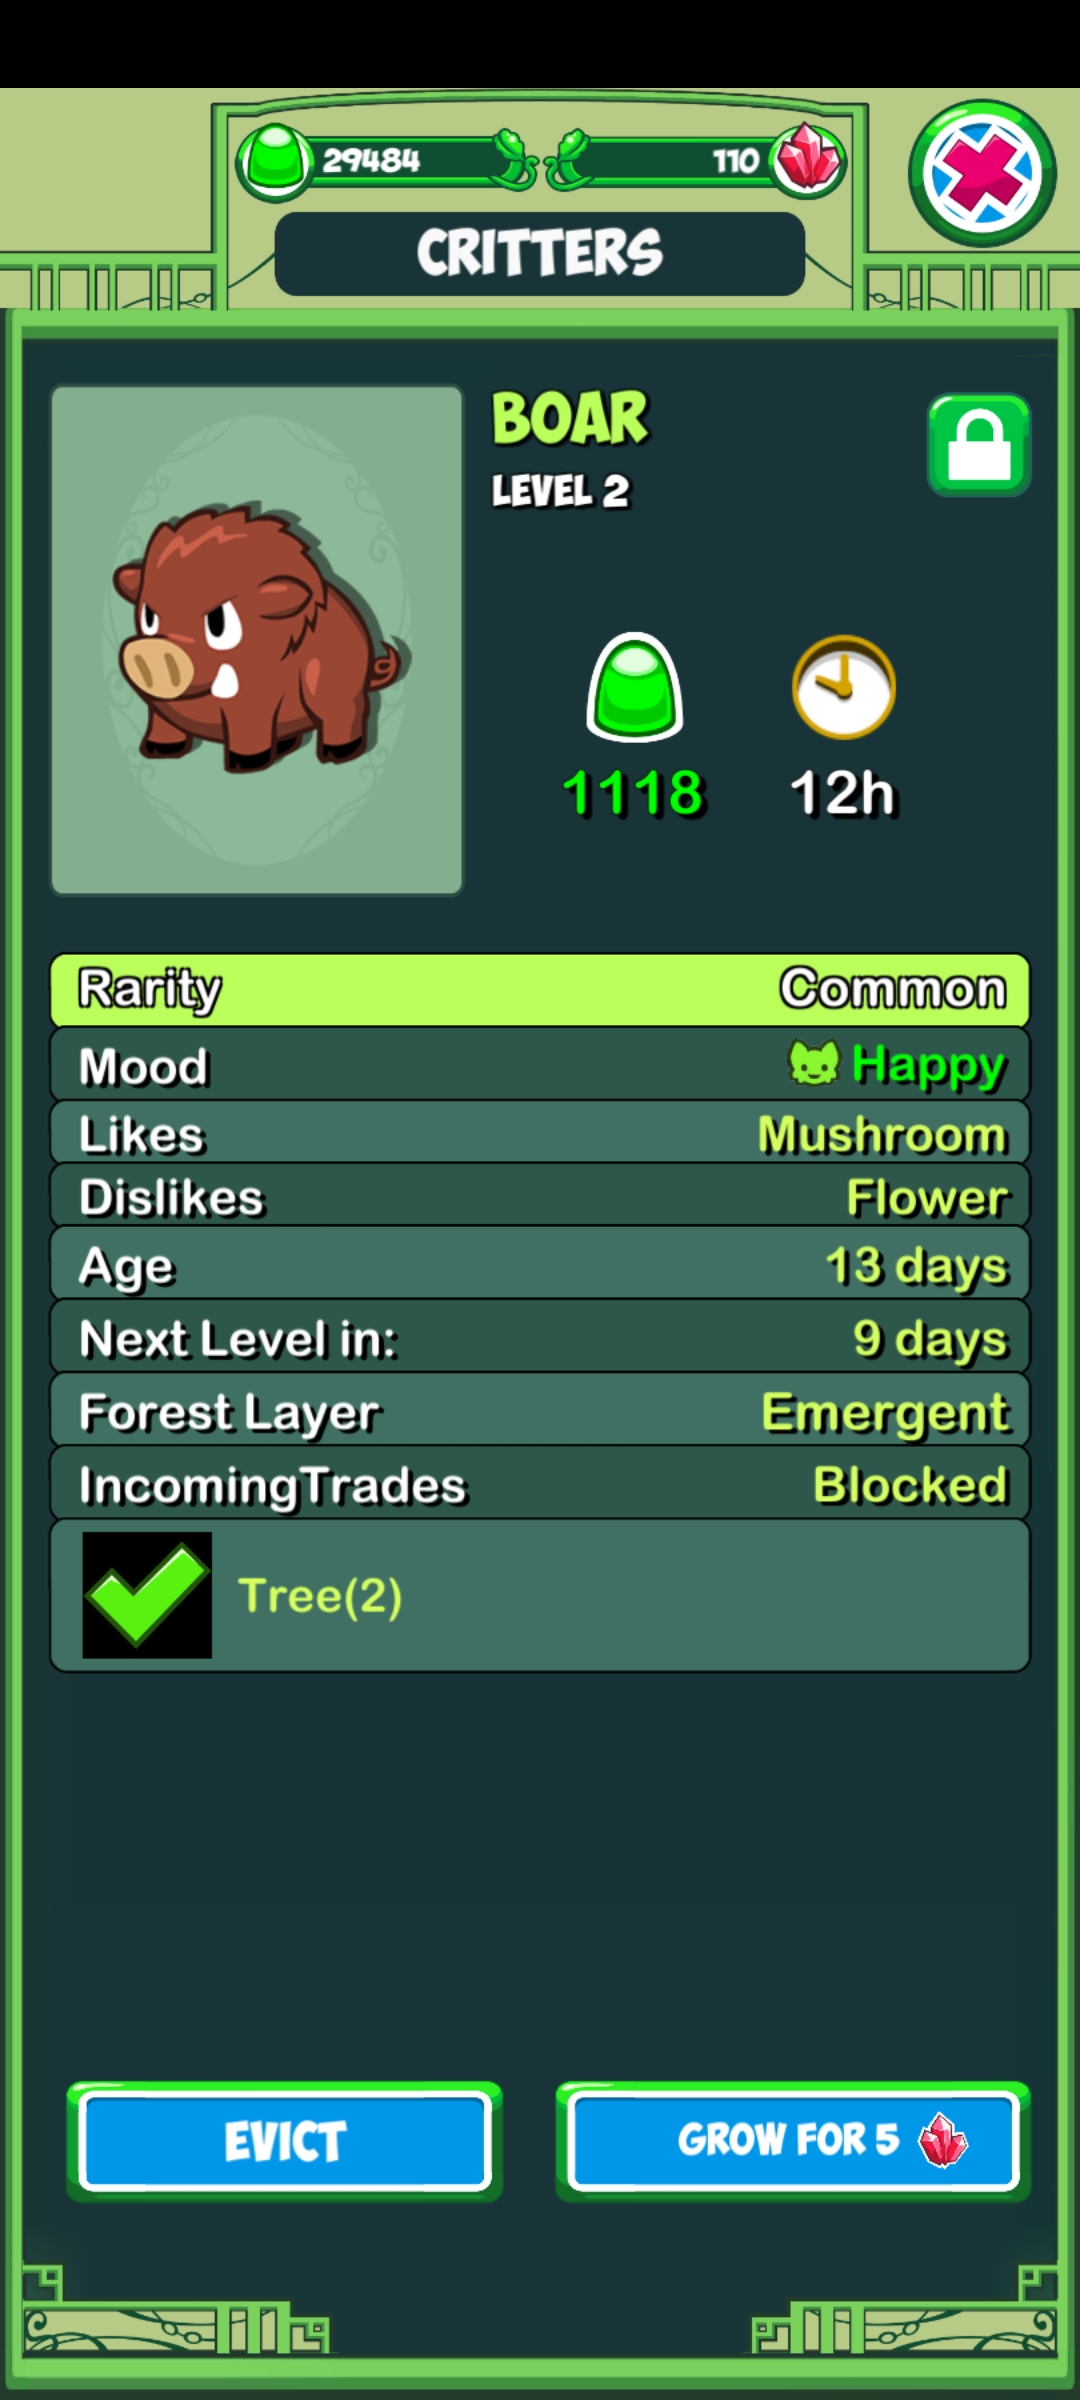 29484
110
CRITTERS
BOAR
LEVEL 2
1118
12h
Rarity Common
Mood Happy
Likes Mushroom
Dislikes Flower
Age 13 days
Next Level in: 9 days
Forest Layer Emergent
IncomingTrades Blocked
Tree(2)
EVICT
GROW FOR 5